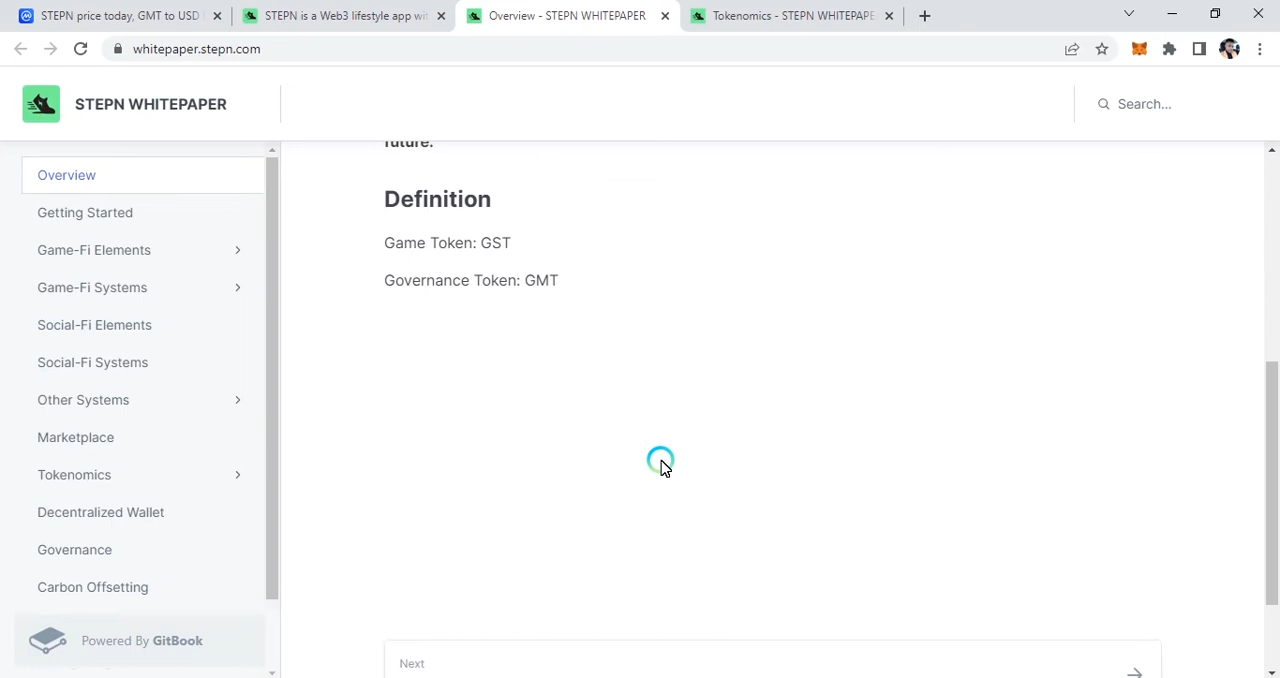 STEPN price today, GMT to USD
STEPN is a Web3 lifestyle app wit
Overview - STEPN WHITEPAPER
Tokenomics - STEPN WHITEPAPE
whitepaper.stepn.com
STEPN WHITEPAPER
Search...
future.
Overview
Getting Started
Game-Fi Elements
Game-Fi Systems
Social-Fi Elements
Social-Fi Systems
Other Systems
Marketplace
Tokenomics
Decentralized Wallet
Governance
Carbon Offsetting
Powered By GitBook
Definition
Game Token: GST
Governance Token: GMT
Next